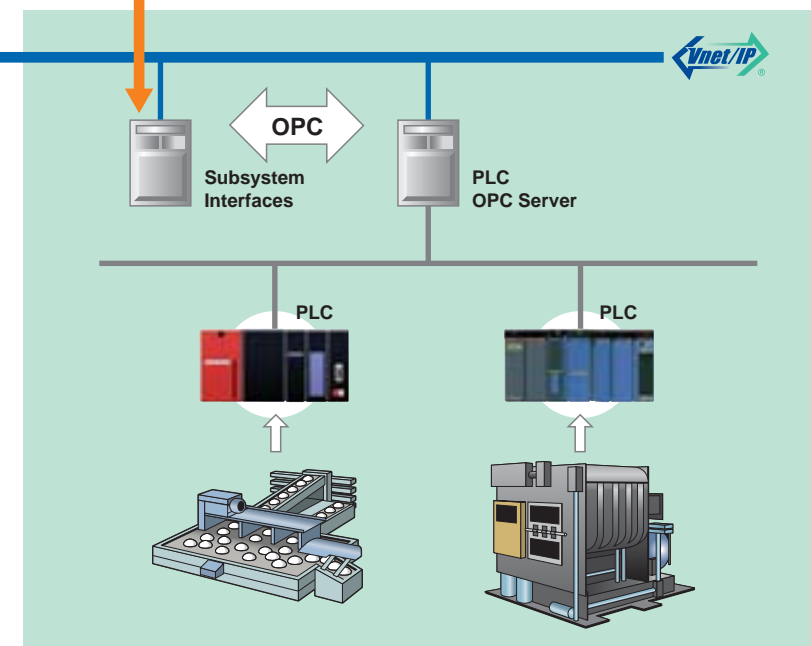 Vnet/IP®
OPC
Subsystem
Interfaces
PLC
OPC Server
PLC
PLC